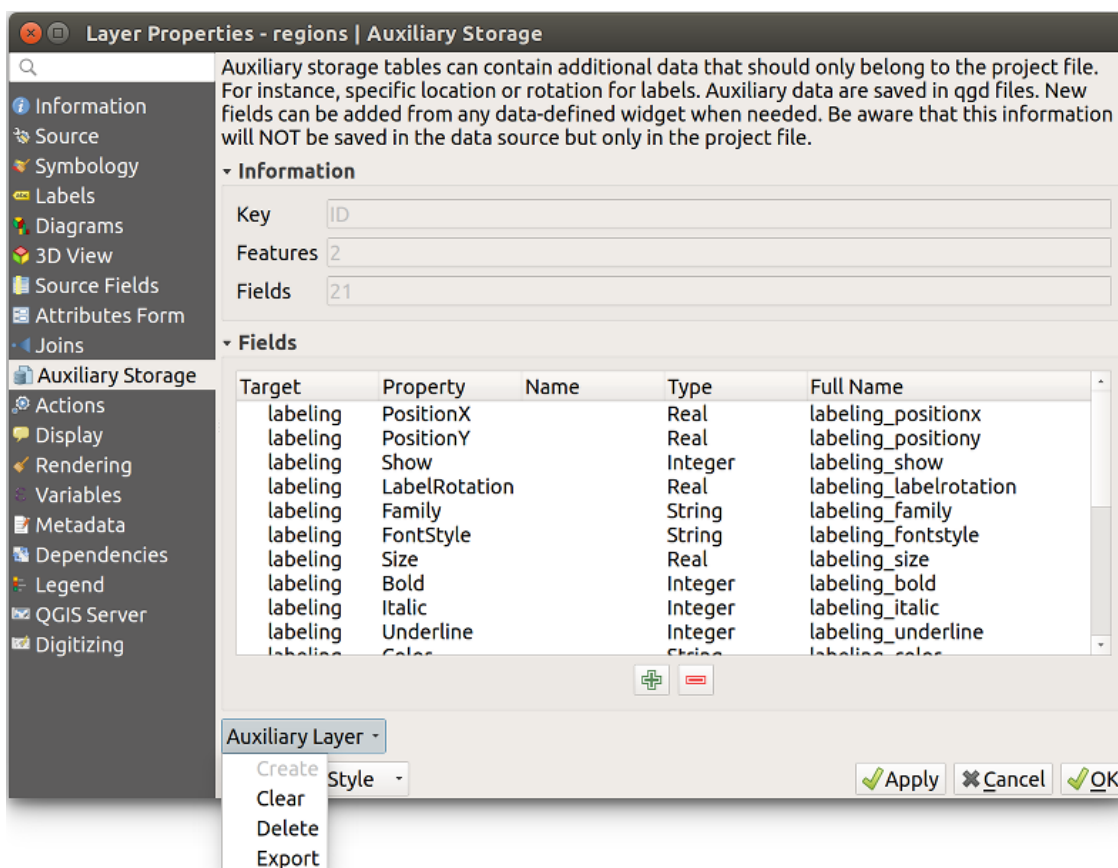 Layer Properties - regions | Auxiliary Storage
Information
Source
Symbology
Labels
Diagrams
3D View
Source Fields
Attributes Form
Joins
Auxiliary Storage
Actions
Display
Rendering
Variables
Metadata
Dependencies
Legend
QGIS Server
Digitizing
Auxiliary storage tables can contain additional data that should only belong to the project file.
For instance, specific location or rotation for labels. Auxiliary data are saved in qgd files. New
fields can be added from any data-defined widget when needed. Be aware that this information
will NOT be saved in the data source but only in the project file.
Information
Key ID
Features 2
Fields 21
Fields
Target Property Name Type Full Name
labeling PositionX Real labeling_positionx
labeling PositionY Real labeling_positiony
labeling Show Integer labeling_show
labeling LabelRotation Real labeling_labelrotation
labeling Family String labeling_family
labeling FontStyle String labeling_fontstyle
labeling Size Real labeling_size
labeling Bold Integer labeling_bold
labeling Italic Integer labeling_italic
labeling Underline Integer labeling_underline
labeling Color String labeling_color
Auxiliary Layer
Create
Clear
Delete
Export
Style
Apply Cancel OK